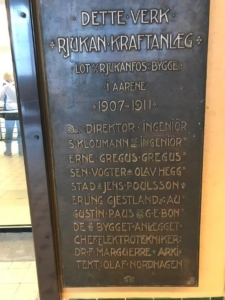 DETTE VERK
RJUKAN KRAFTANLÆG
LOT RJUKANFOS BYGGE
I AARENE
1907-1911
DIREKTØR INGENIØR
S. KLOUMANN INGENIØR
ERNE GREGUS GREGUS
SEN VOGTER OLAV HEGG
STAD JENS POULSSON
ERLING GJESTLAND AU
GUSTIN PAUS G.E. BON
DE BYGGET ANLEGGET
CHEFELEKTROTEKNIKER
DR. F. MARGUERRE ARKI
TEKT OLAF NORDHAGEN